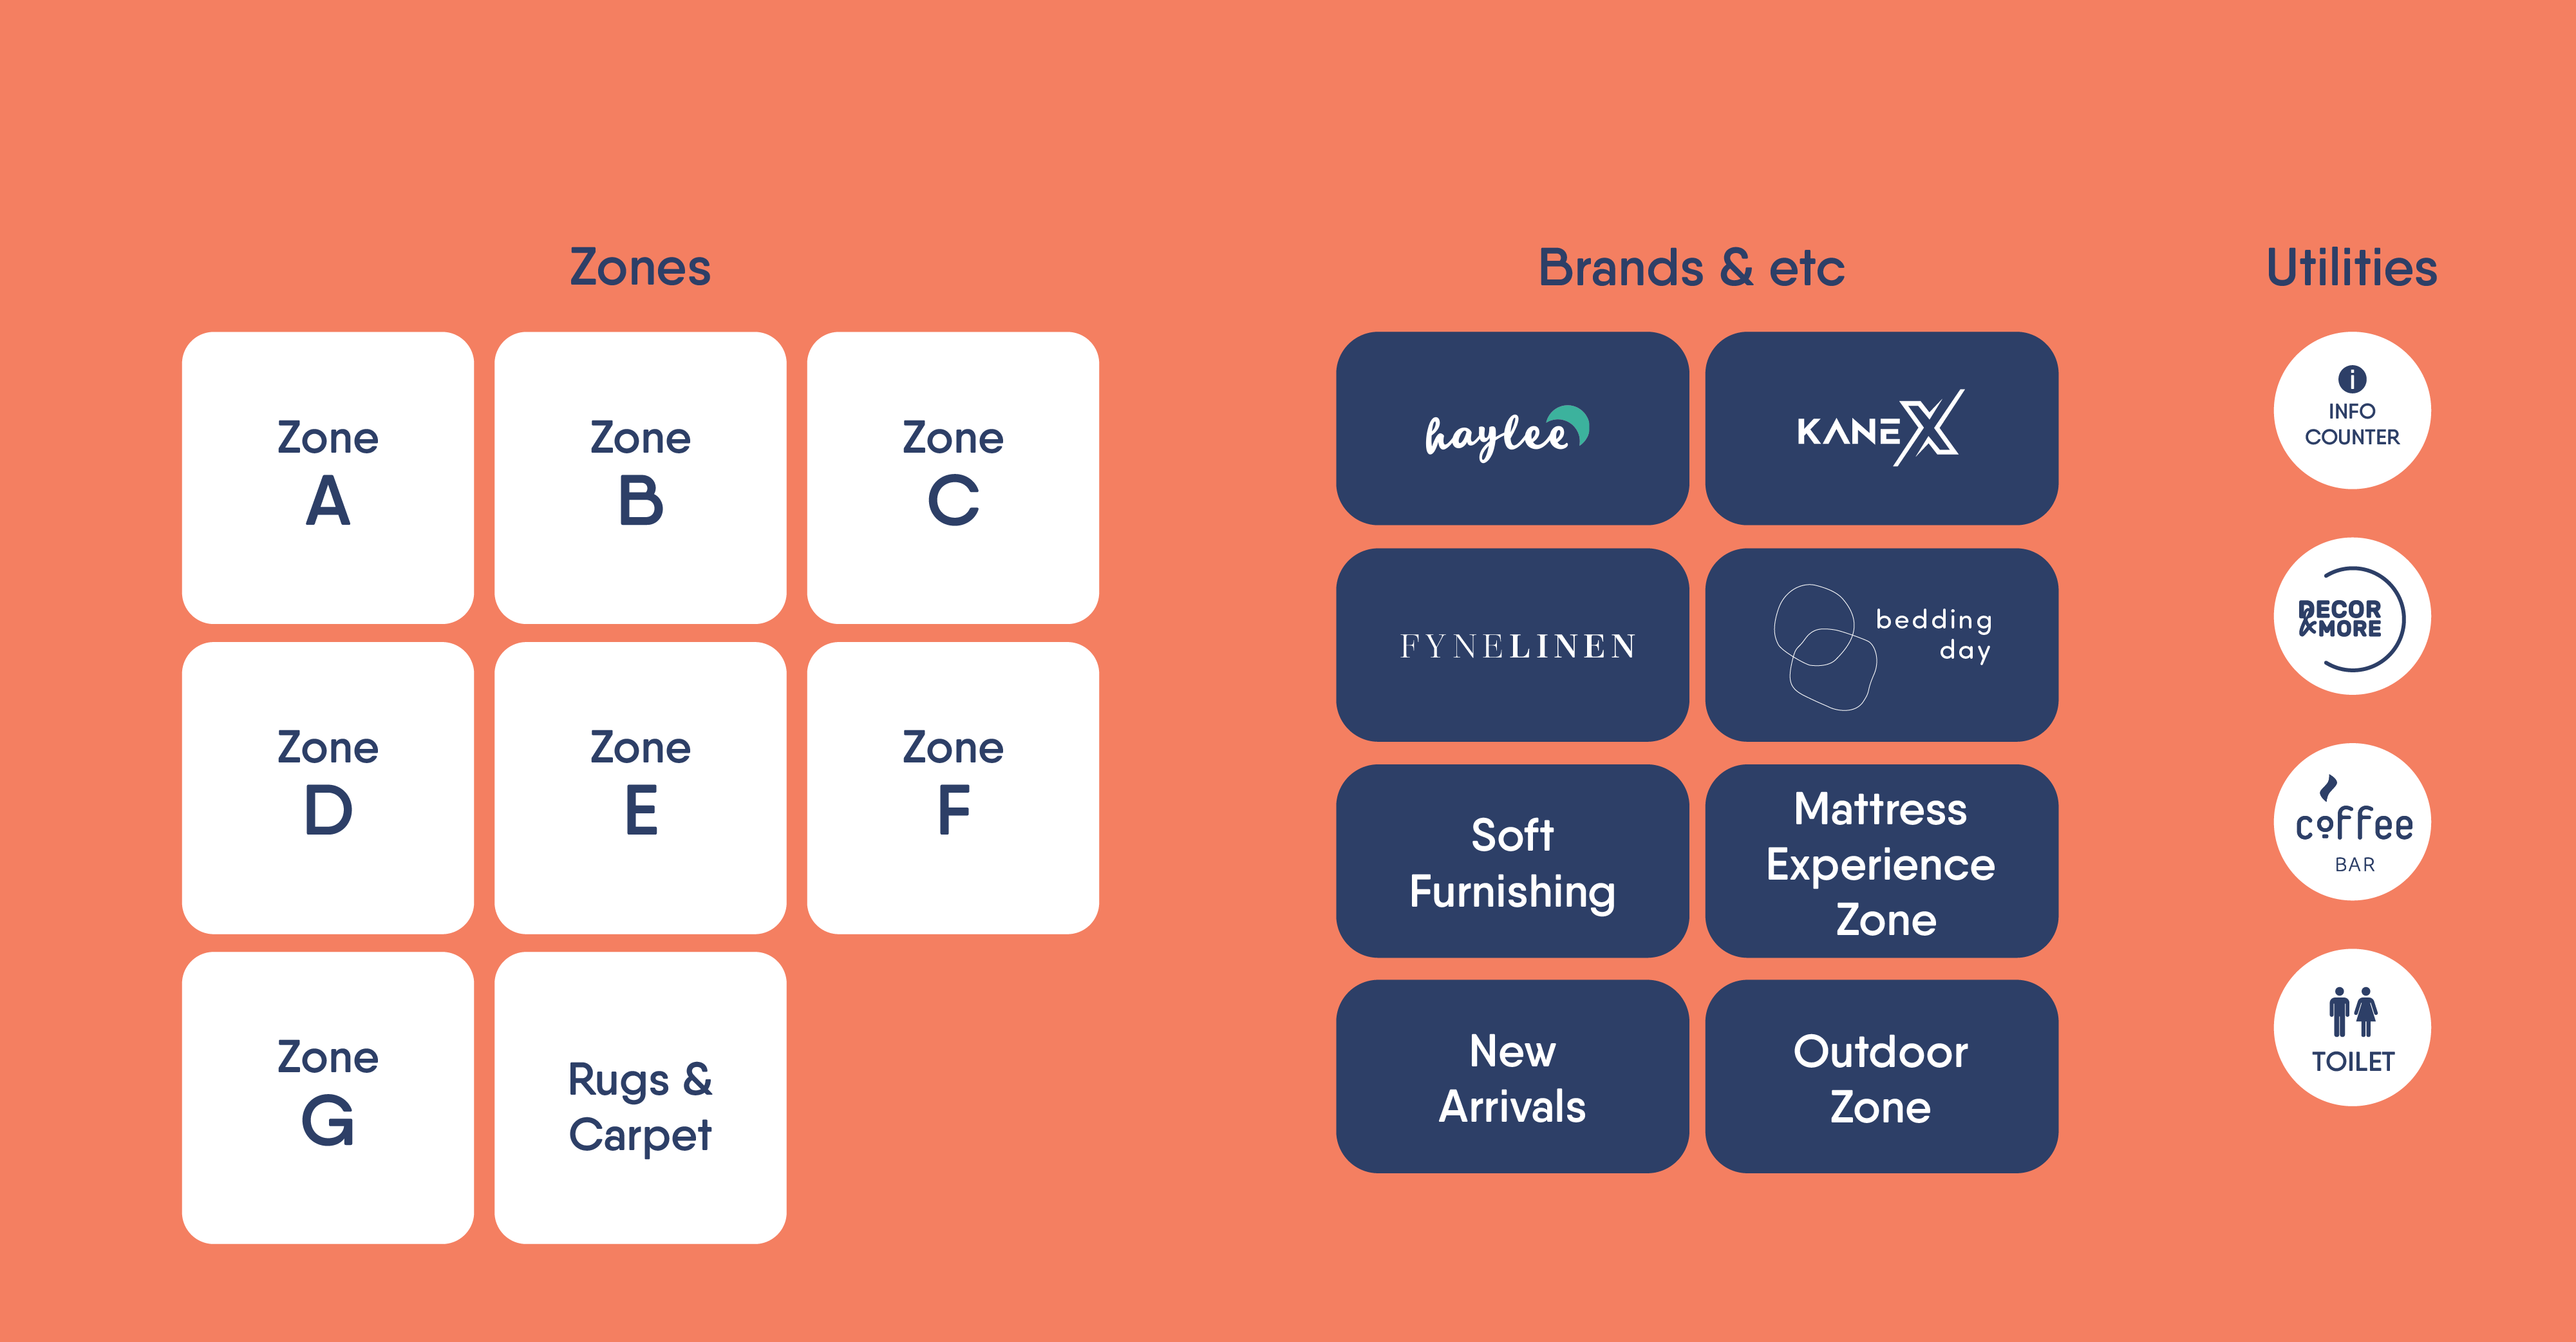 Zones
Zone
A
Zone
B
Zone
C
Zone
D
Zone
E
Zone
F
Zone
G
Rugs &
Carpet
Brands & etc
haylee
KANEX
FYNELINEN
bedding
day
Soft
Furnishing
Mattress
Experience
Zone
New
Arrivals
Outdoor
Zone
Utilities
i
INFO
COUNTER
DECOR
&MORE
coffee
BAR
TOILET